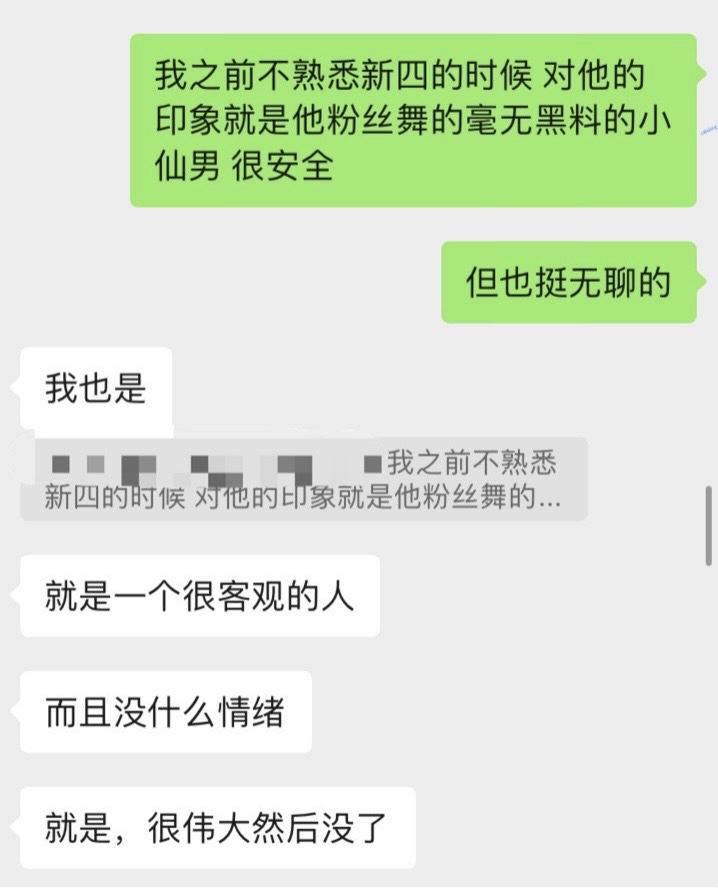 我之前不熟悉新四的时候 对他的
印象就是他粉丝舞的毫无黑料的小
仙男 很安全
但也挺无聊的
我也是
我之前不熟悉
新四的时候 对他的印象就是他粉丝舞的...
就是一个很客观的人
而且没什么情绪
就是，很伟大然后没了